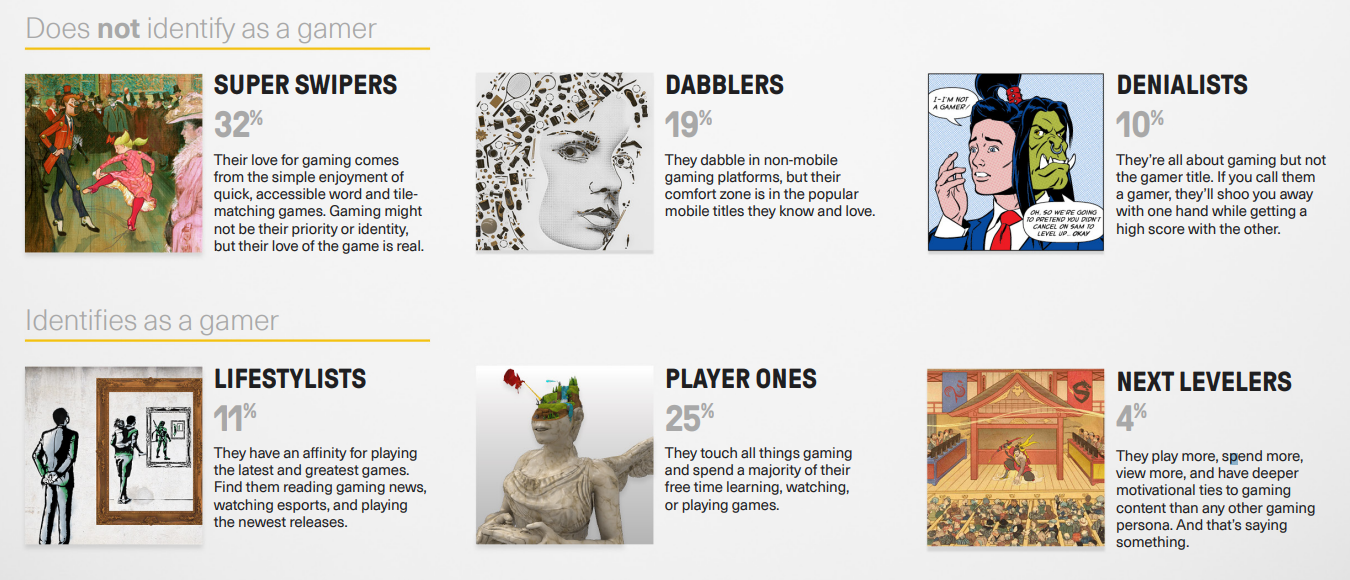 Does not identify as a gamer
SUPER SWIPERS
32%
Their love for gaming comes
from the simple enjoyment of
quick, accessible word and tile-
matching games. Gaming might
not be their priority or identity,
but their love of the game is real.
DABBLERS
19%
They dabble in non-mobile
gaming platforms, but their
comfort zone is in the popular
mobile titles they know and love.
I-I'M NOT
A GAMER!
OH, SO WE'RE GOING
TO PRETEND YOU DIDN'T
CANCEL ON SAM TO
LEVEL UP...OKAY
DENIALISTS
10%
They're all about gaming but not
the gamer title. If you call them
a gamer, they'll shoo you away
with one hand while getting a
high score with the other.
Identifies as a gamer
LIFESTYLISTS
11%
They have an affinity for playing
the latest and greatest games.
Find them reading gaming news,
watching esports, and playing
the newest releases.
PLAYER ONES
25%
They touch all things gaming
and spend a majority of their
free time learning, watching,
or playing games.
NEXT LEVELERS
4%
They play more, spend more,
view more, and have deeper
motivational ties to gaming
content than any other gaming
persona. And that's saying
something.